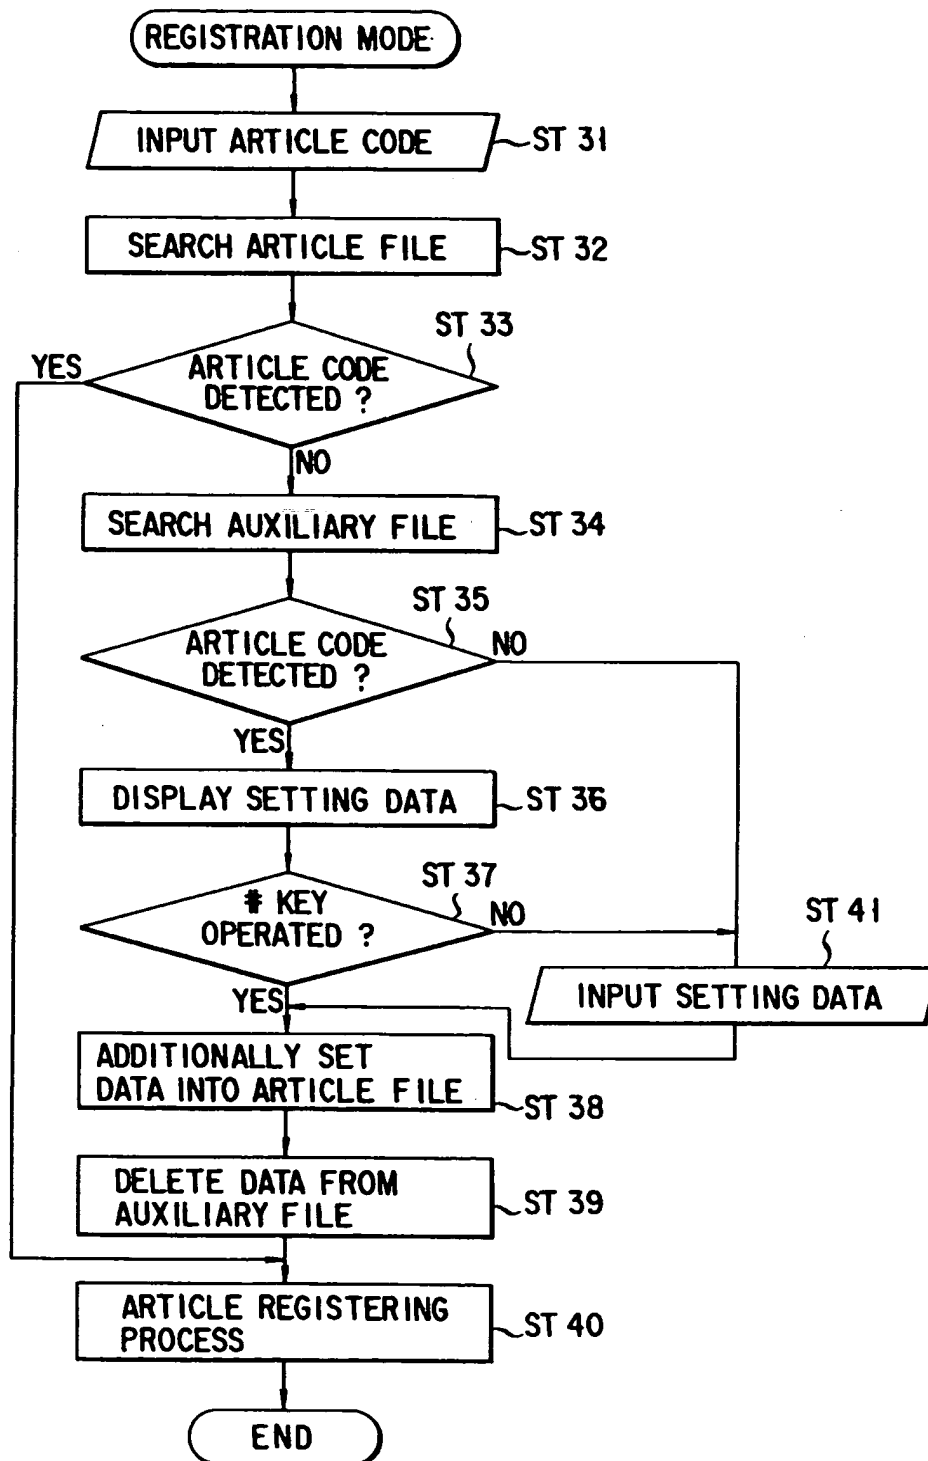 REGISTRATION MODE
INPUT ARTICLE CODE
ST 31
SEARCH ARTICLE FILE
ST 32
ST 33
YES
ARTICLE CODE
DETECTED ?
NO
SEARCH AUXILIARY FILE
ST 34
ST 35
ARTICLE CODE
DETECTED ?
NO
YES
DISPLAY SETTING DATA
ST 36
ST 37
# KEY
OPERATED ?
NO
ST 41
YES
INPUT SETTING DATA
ADDITIONALLY SET
DATA INTO ARTICLE FILE
ST 38
DELETE DATA FROM
AUXILIARY FILE
ST 39
ARTICLE REGISTERING
PROCESS
ST 40
END